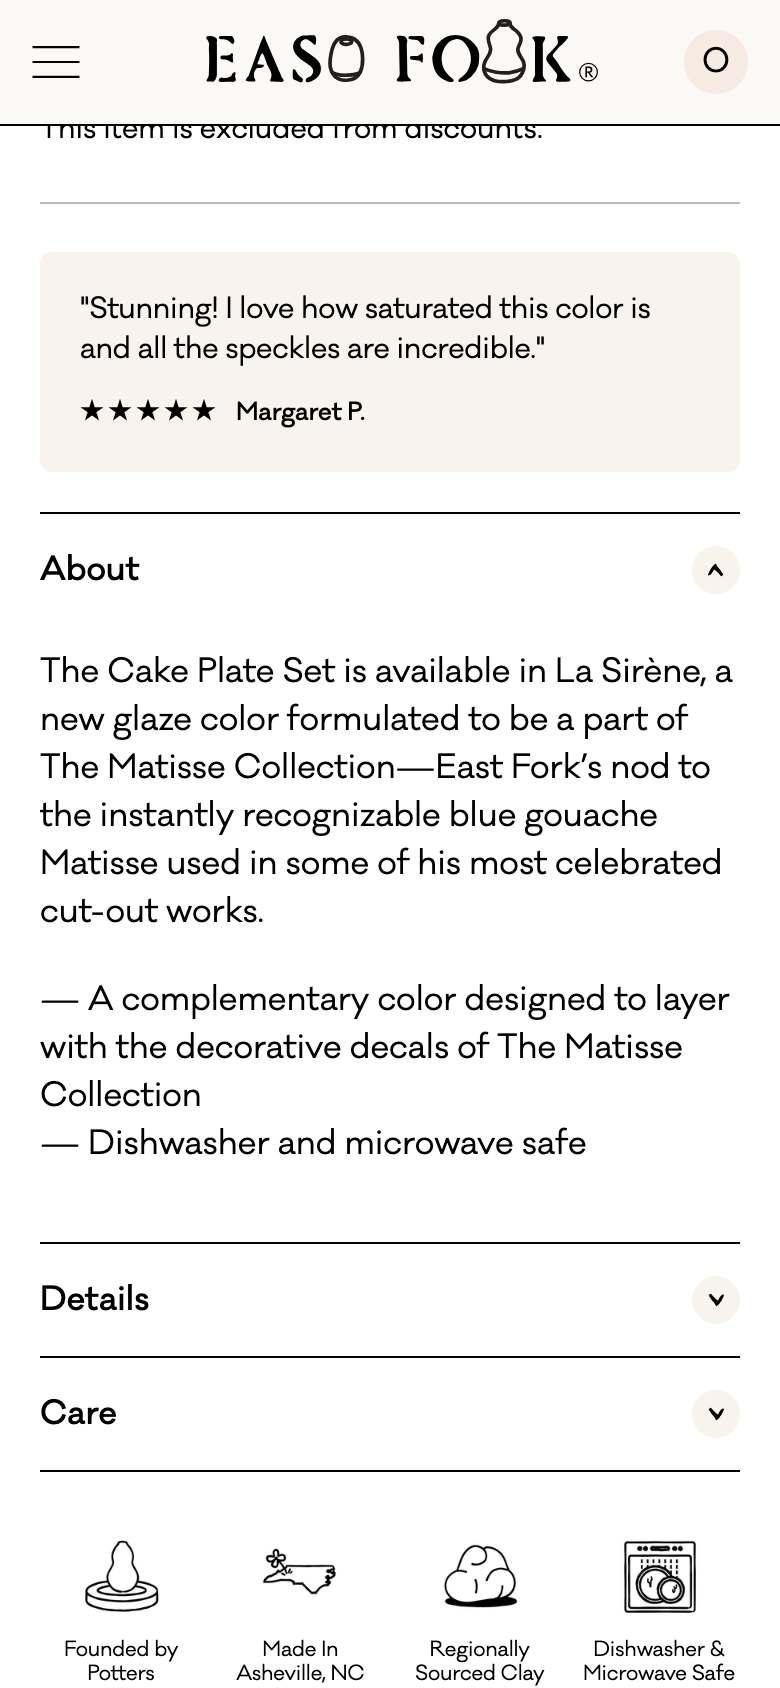 EAST FORK®
O
This item is excluded from discounts.
"Stunning! I love how saturated this color is
and all the speckles are incredible."
★★★★★ Margaret P.
About
The Cake Plate Set is available in La Sirène, a
new glaze color formulated to be a part of
The Matisse Collection—East Fork’s nod to
the instantly recognizable blue gouache
Matisse used in some of his most celebrated
cut-out works.
— A complementary color designed to layer
with the decorative decals of The Matisse
Collection
— Dishwasher and microwave safe
Details
Care
Founded by
Potters
Made In
Asheville, NC
Regionally
Sourced Clay
Dishwasher &
Microwave Safe